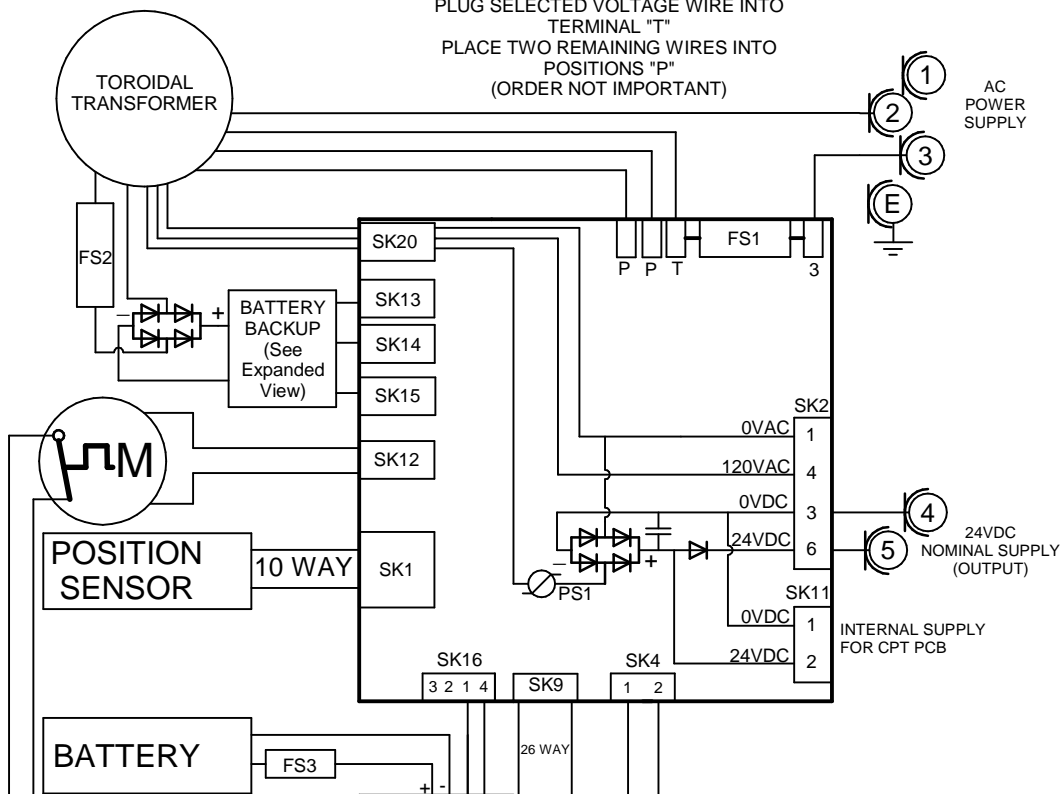 PLUG SELECTED VOLTAGE WIRE INTO
TERMINAL "T"
PLACE TWO REMAINING WIRES INTO
POSITIONS "P"
(ORDER NOT IMPORTANT)
TOROIDAL
TRANSFORMER
1
2
3
E
AC
POWER
SUPPLY
FS2
SK20
P P T
FS1
3
− +
BATTERY
BACKUP
(See
Expanded
View)
SK13
SK14
SK15
M
SK12
SK2
0VAC 1
120VAC 4
0VDC 3
24VDC 6
4
5
24VDC
NOMINAL SUPPLY
(OUTPUT)
POSITION
SENSOR
10 WAY
SK1
− +
PS1
SK11
0VDC 1
24VDC 2
INTERNAL SUPPLY
FOR CPT PCB
SK16
3 2 1 4
SK9
SK4
1 2
BATTERY
FS3
+ -
26 WAY